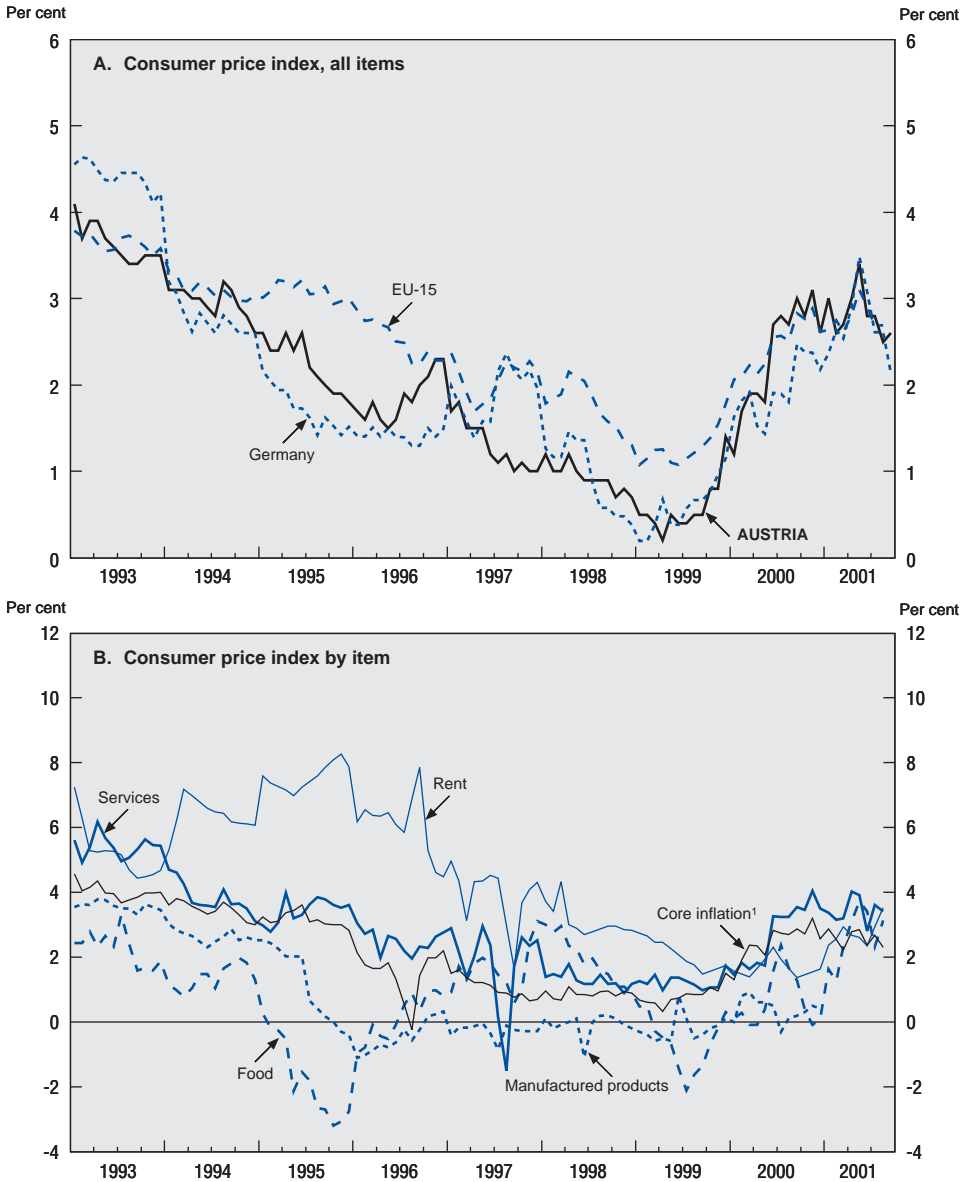 Per cent Per cent
6 6
A. Consumer price index, all items
5 5
4 4
EU-15
3 3
2 2
Germany
1 1
AUSTRIA
0 0
1993 1994 1995 1996 1997 1998 1999 2000 2001
Per cent Per cent
12 12
B. Consumer price index by item
10 10
8 8
Rent
Services
6 6
4 4
Core inflation¹
2 2
0 0
Food
Manufactured products
-2 -2
-4 -4
1993 1994 1995 1996 1997 1998 1999 2000 2001